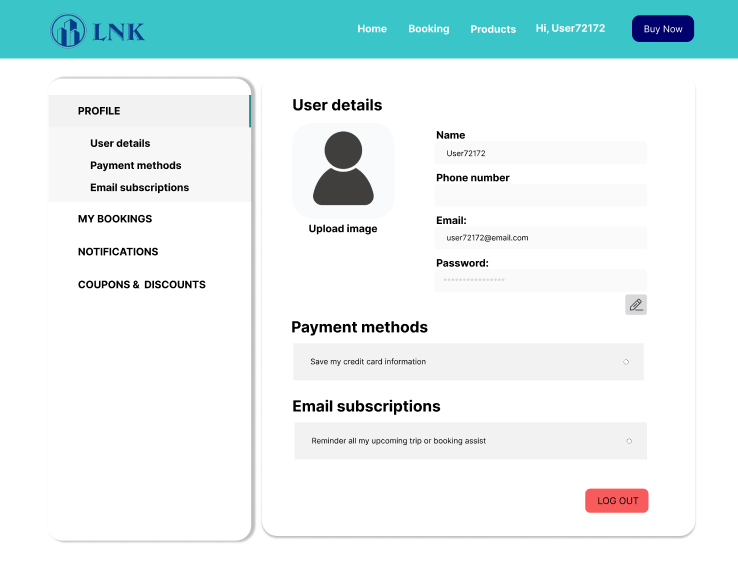 LNK
Home Booking Products Hi, User72172 Buy Now
PROFILE
User details
Payment methods
Email subscriptions
MY BOOKINGS
NOTIFICATIONS
COUPONS & DISCOUNTS
User details
Upload image
Name
User72172
Phone number
Email:
user72172@email.com
Password:
****************
Payment methods
Save my credit card information
Email subscriptions
Reminder all my upcoming trip or booking assist
LOG OUT